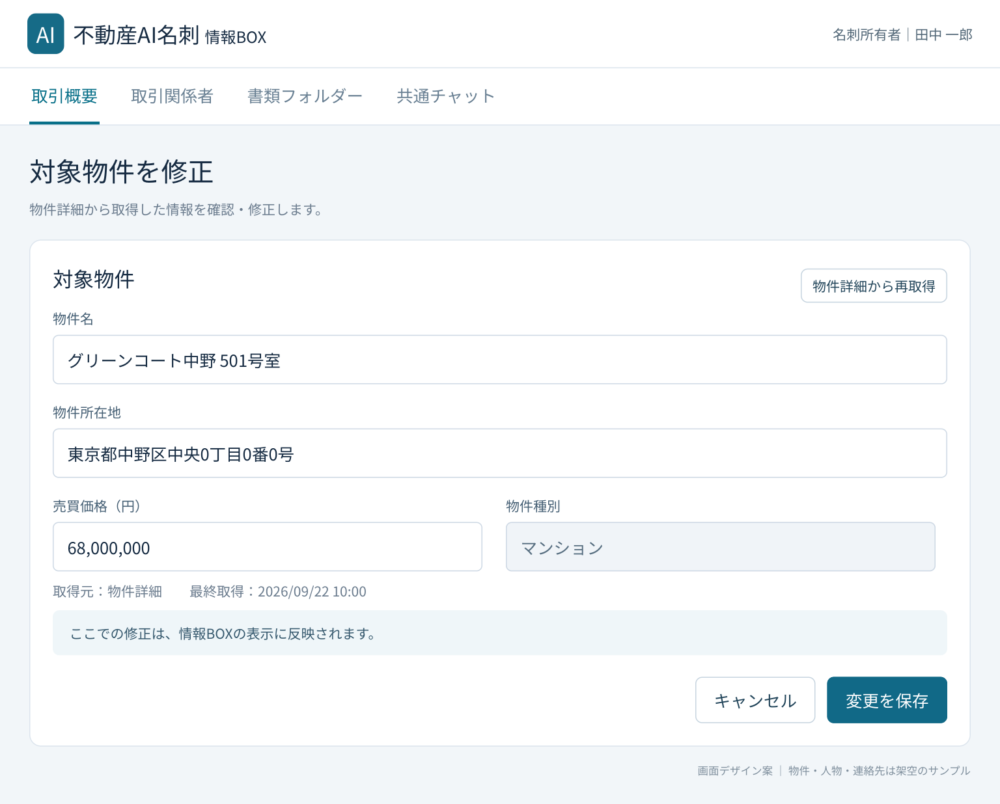 AI 不動産AI名刺 情報BOX
名刺所有者｜田中 一郎
取引概要 取引関係者 書類フォルダー 共通チャット
対象物件を修正
物件詳細から取得した情報を確認・修正します。
対象物件
物件詳細から再取得
物件名
グリーンコート中野 501号室
物件所在地
東京都中野区中央0丁目0番0号
売買価格（円） 物件種別
68,000,000 マンション
取得元：物件詳細 最終取得：2026/09/22 10:00
ここでの修正は、情報BOXの表示に反映されます。
キャンセル 変更を保存
画面デザイン案 ｜ 物件・人物・連絡先は架空のサンプル